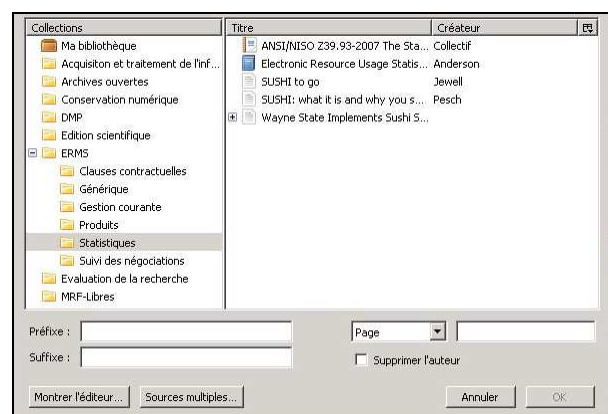 Collections
Ma bibliothèque
Acquisiton et traitement de l'inf...
Archives ouvertes
Conservation numérique
DMP
Edition scientifique
ERMS
Clauses contractuelles
Générique
Gestion courante
Produits
Statistiques
Suivi des négociations
Evaluation de la recherche
MRF-Libres
Titre Créateur
ANSI/NISO Z39.93-2007 The Sta... Collectif
Electronic Resource Usage Statis... Anderson
SUSHI to go Jewell
SUSHI: what it is and why you s... Pesch
Wayne State Implements Sushi S...
Préfixe :
Page
Suffixe :
Supprimer l'auteur
Montrer l'éditeur... Sources multiples... Annuler OK